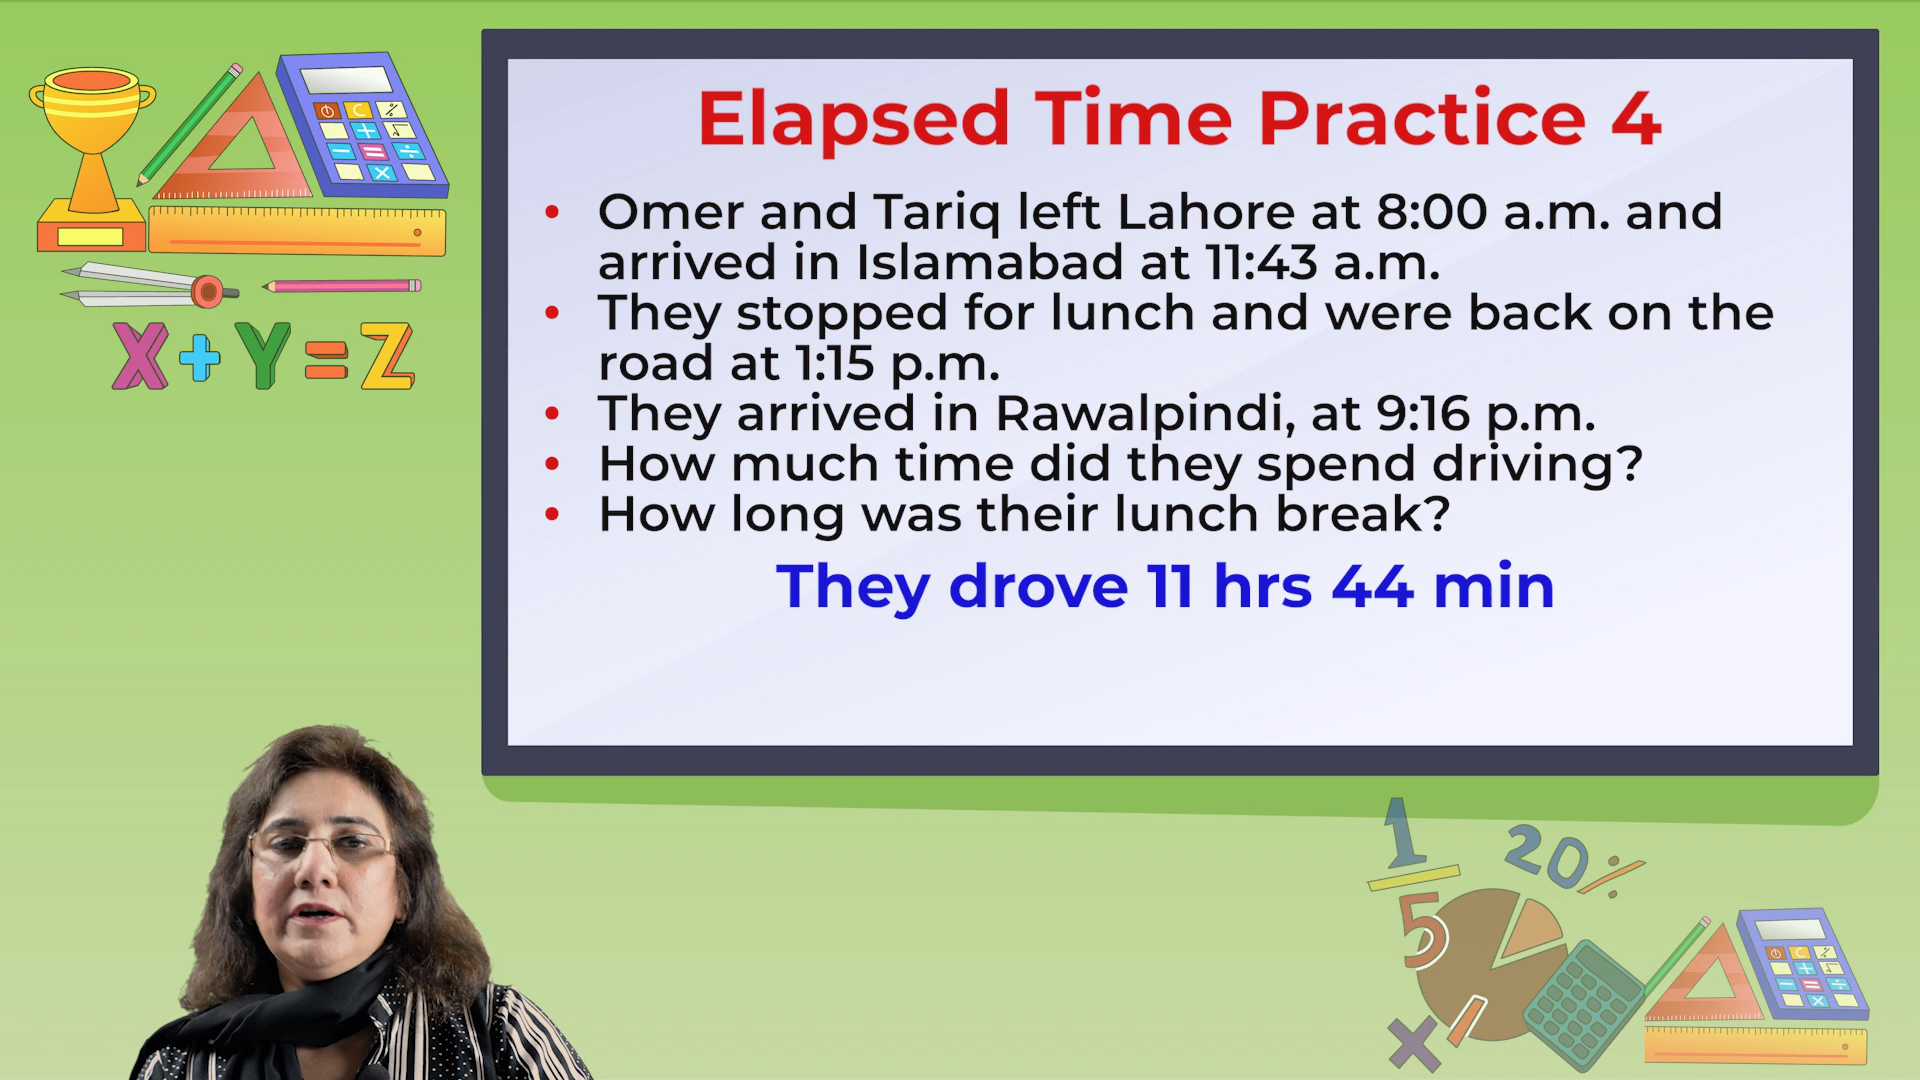 Elapsed Time Practice 4
• Omer and Tariq left Lahore at 8:00 a.m. and
arrived in Islamabad at 11:43 a.m.
• They stopped for lunch and were back on the
road at 1:15 p.m.
• They arrived in Rawalpindi, at 9:16 p.m.
• How much time did they spend driving?
• How long was their lunch break?
They drove 11 hrs 44 min
X+Y=Z
1
5
20%